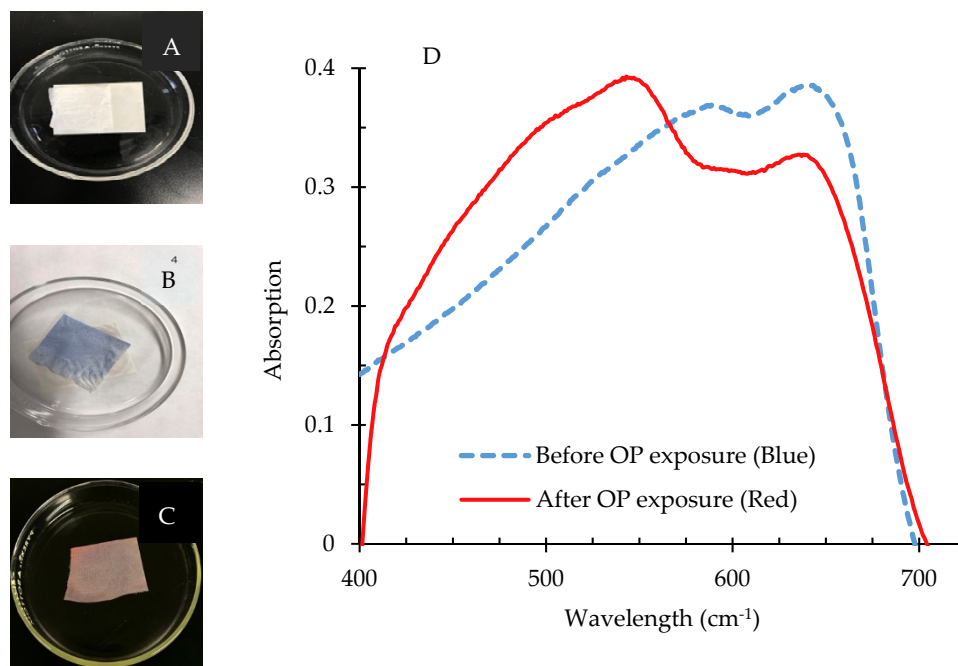 A
4
B
C
D
0.4
0.3
0.2
0.1
0
400
500
600
700
Absorption
Wavelength (cm⁻¹)
Before OP exposure (Blue)
After OP exposure (Red)